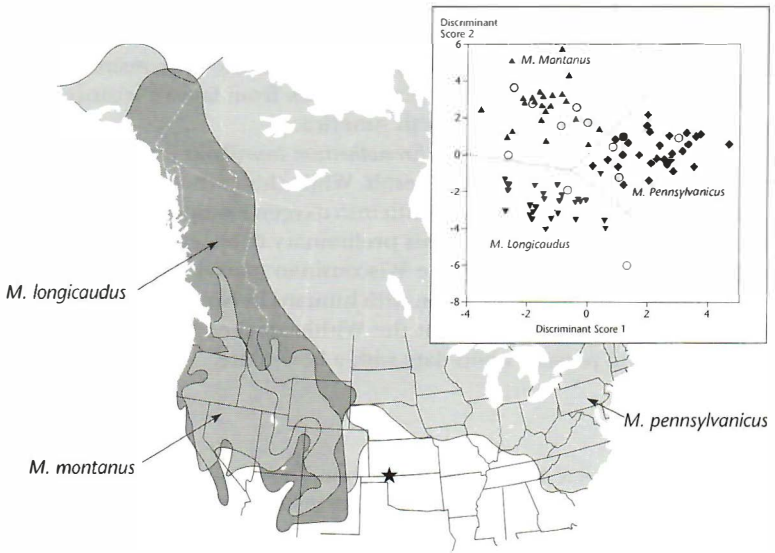 Discriminant
Score 2
6
M. Montanus
4
2
0
M. Pennsylvanicus
-2
M. Longicaudus
-4
-6
-8
-4
-2
0
2
4
Discriminant Score 1
M. longicaudus
M. pennsylvanicus
M. montanus